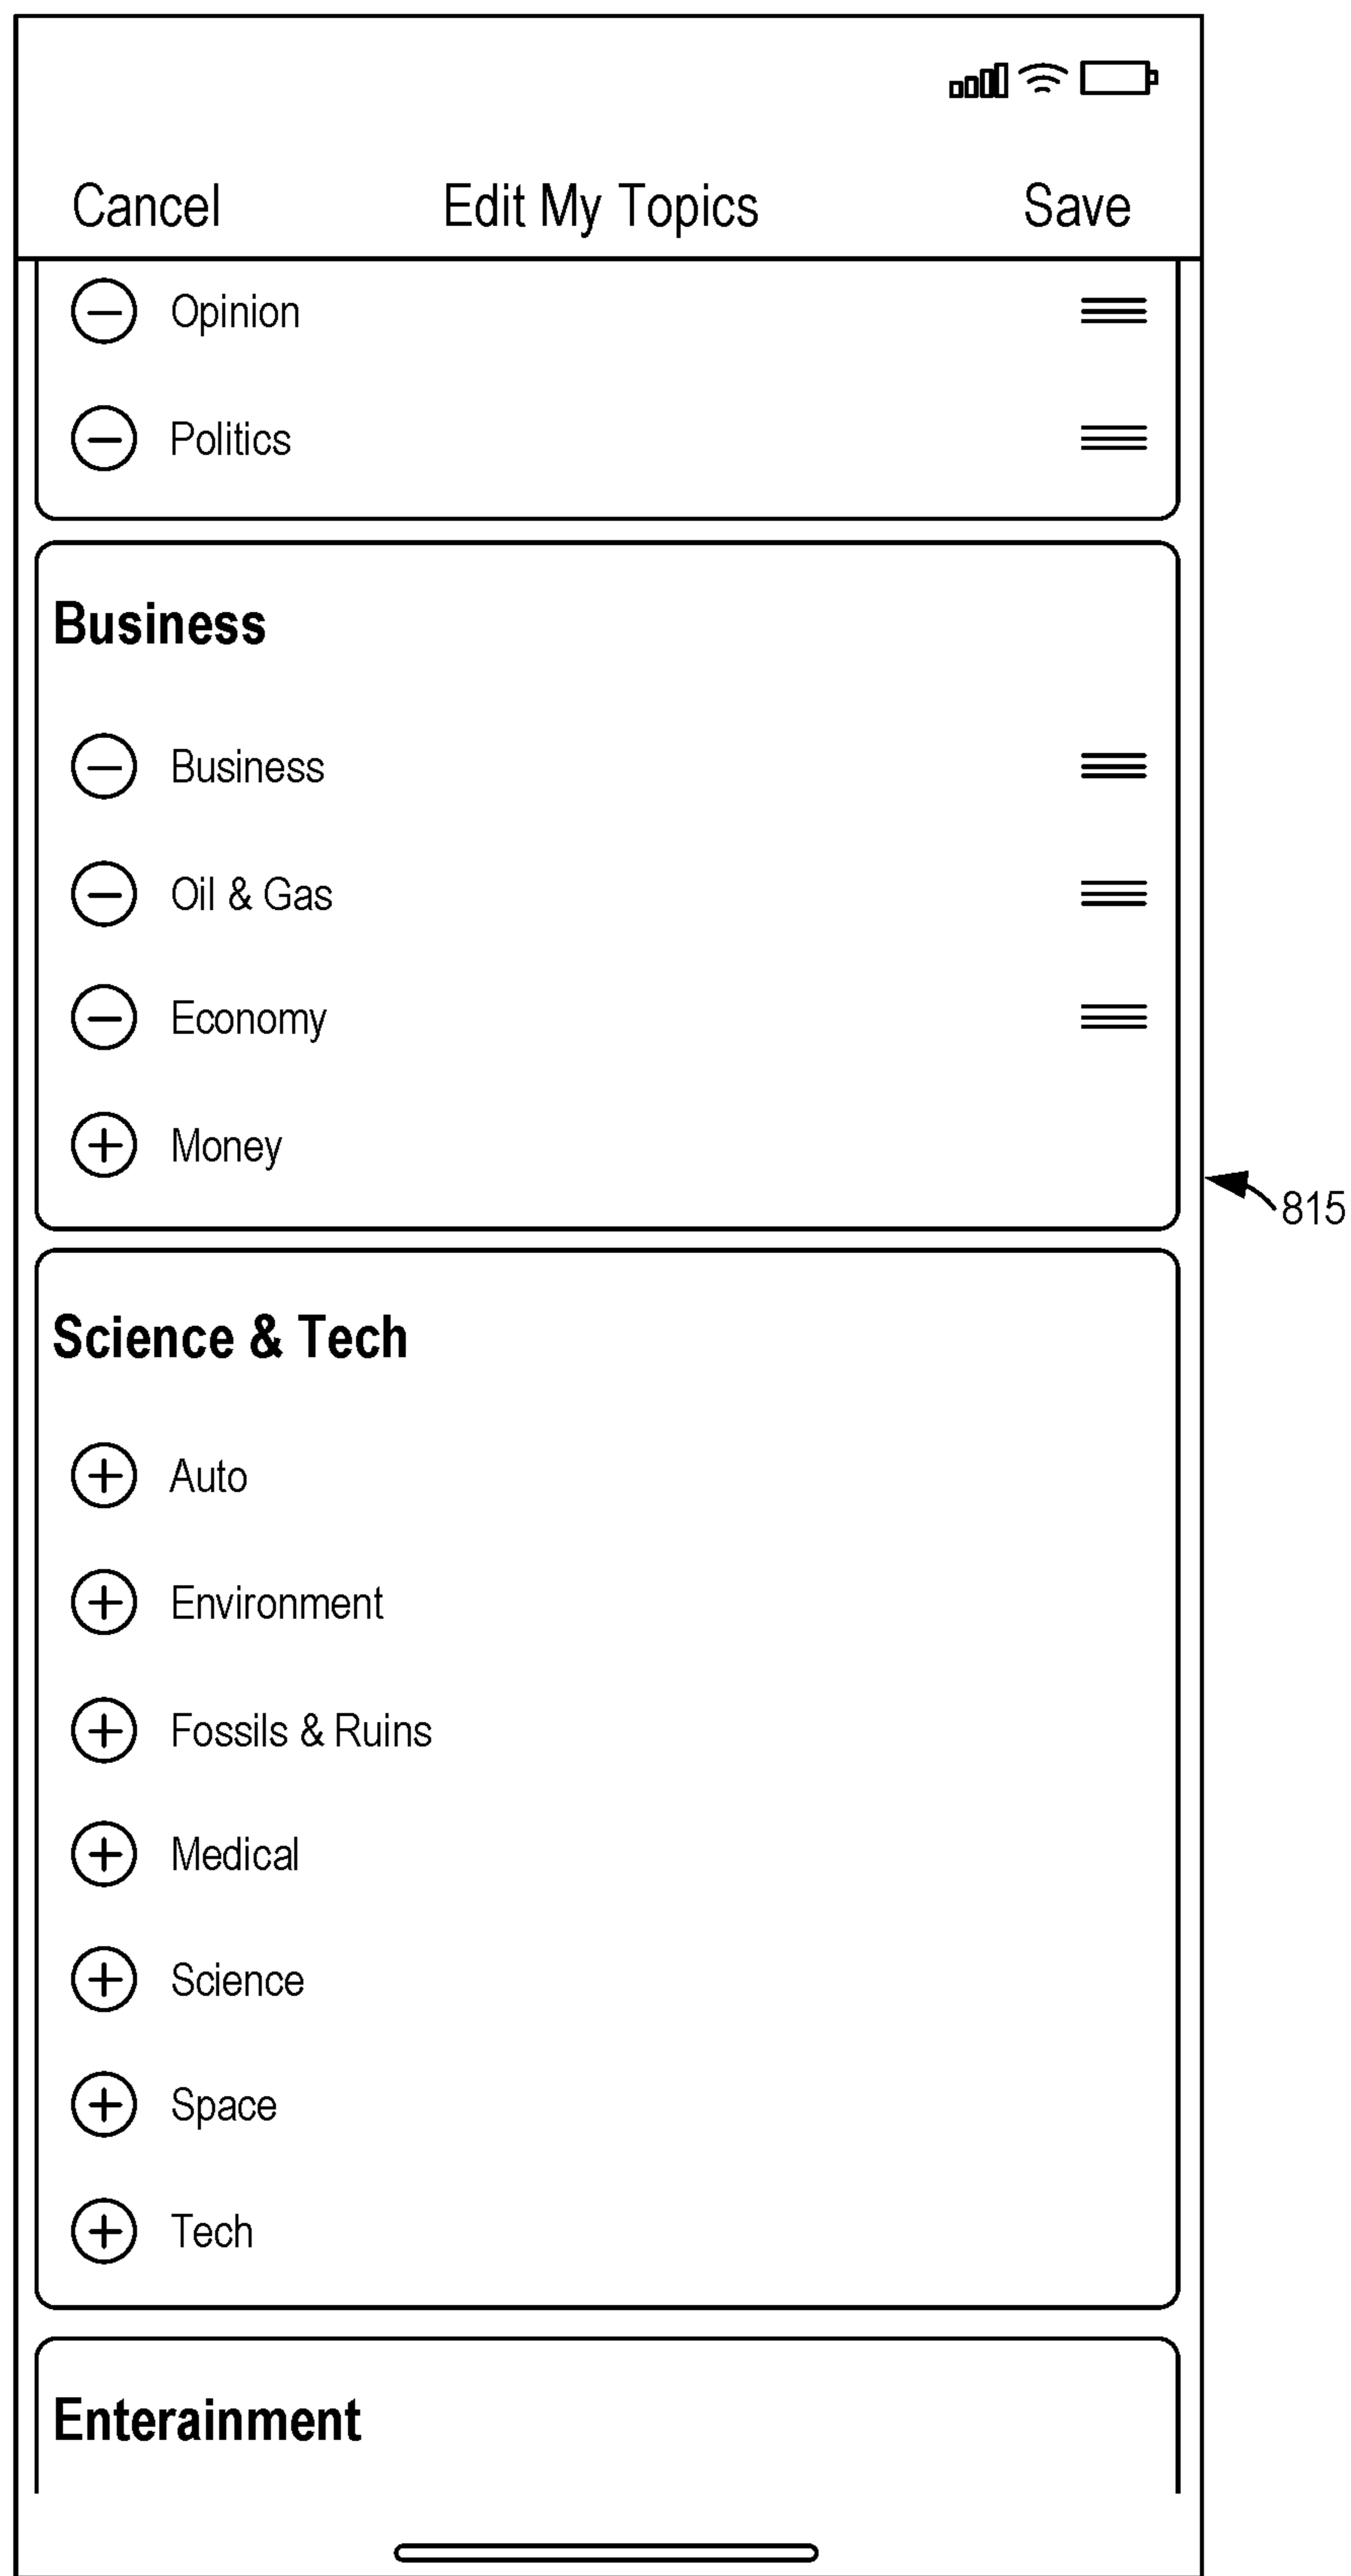 Cancel Edit My Topics Save
Opinion
Politics
Business
Business
Oil & Gas
Economy
Money
815
Science & Tech
Auto
Environment
Fossils & Ruins
Medical
Science
Space
Tech
Enterainment